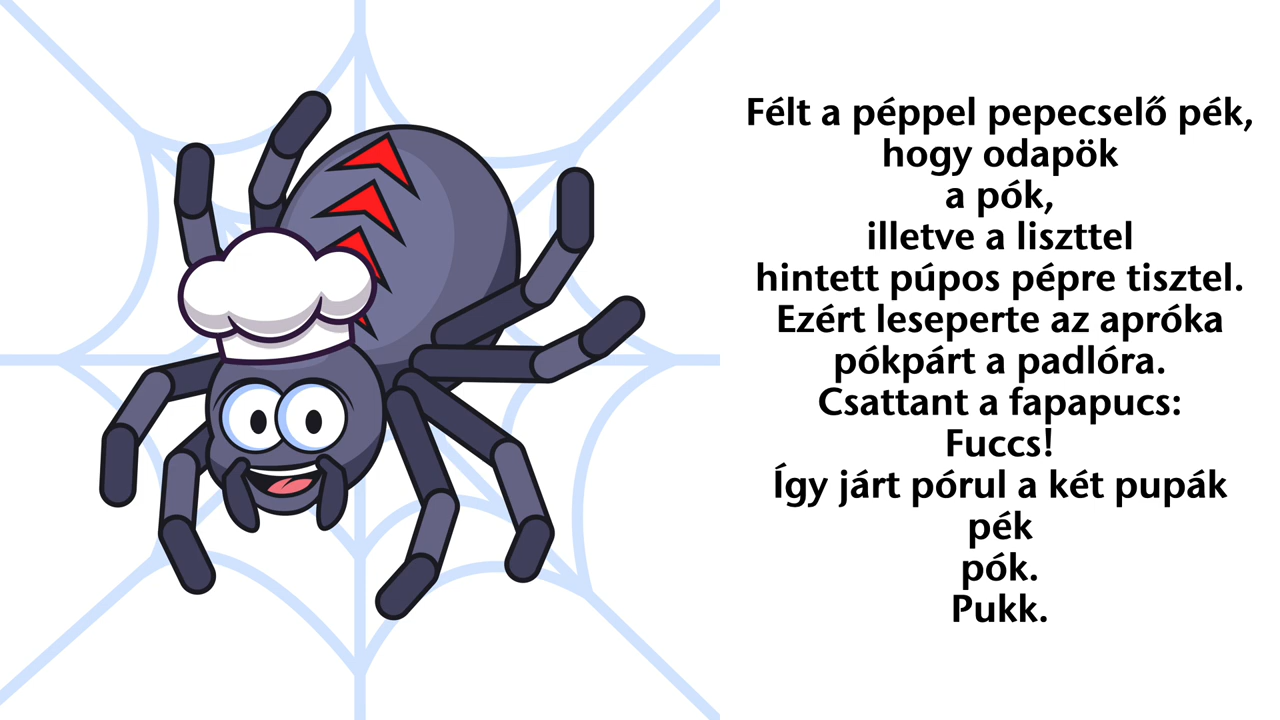 Félt a péppel pepecselő pék,
hogy odapök
a pók,
illetve a liszttel
hintett púpos pépre tisztel.
Ezért leseperte az apróka
pókpárt a padlóra.
Csattant a fapapucs:
Fuccs!
Így járt pórul a két pupák
pék
pók.
Pukk.